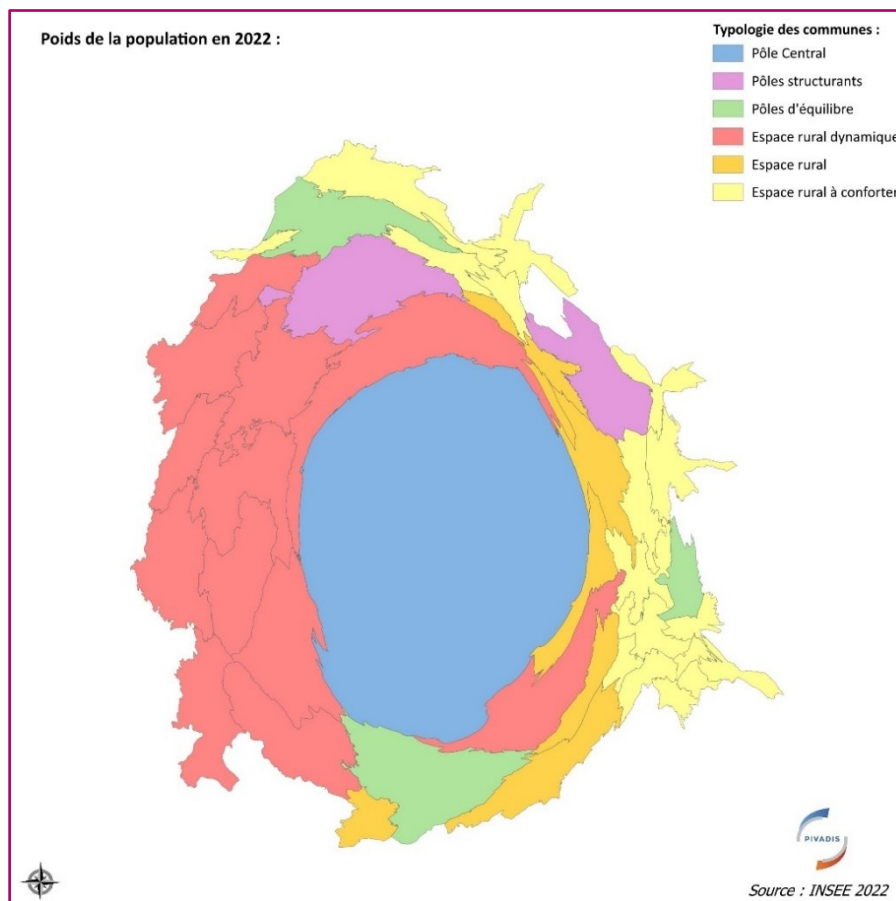 Poids de la population en 2022 :
Typologie des communes :
Pôle Central
Pôles structurants
Pôles d'équilibre
Espace rural dynamique
Espace rural
Espace rural à conforter
PIVADIS
Source : INSEE 2022